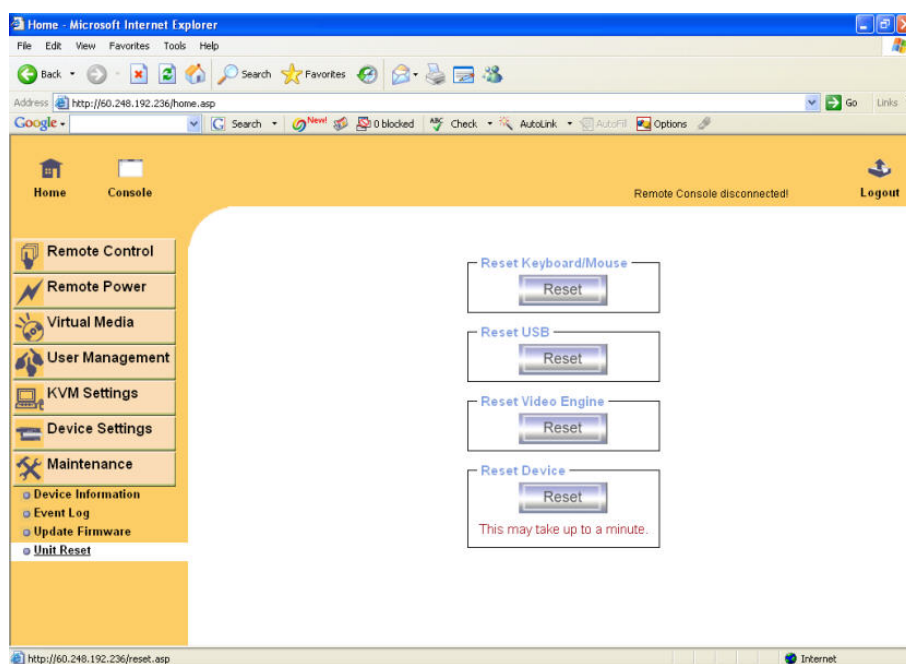 Home - Microsoft Internet Explorer
File Edit View Favorites Tools Help
Back Search Favorites
Address http://60.248.192.236/home.asp Go Links
Google Search New! 0 blocked ABC Check AutoLink AutoFill Options
Home Console Remote Console disconnected! Logout
Remote Control
Remote Power
Virtual Media
User Management
KVM Settings
Device Settings
Maintenance
Device Information
Event Log
Update Firmware
Unit Reset
Reset Keyboard/Mouse
Reset
Reset USB
Reset
Reset Video Engine
Reset
Reset Device
Reset
This may take up to a minute.
http://60.248.192.236/reset.asp Internet